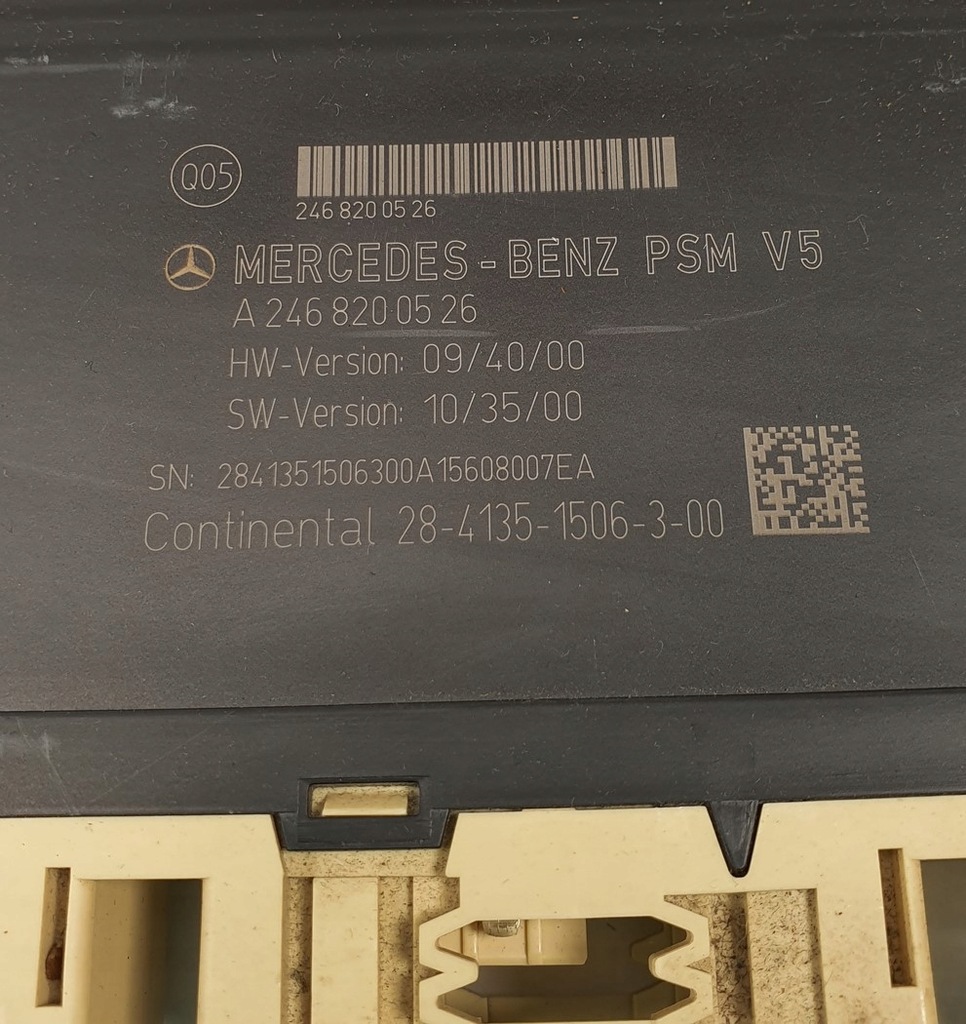 Q05
246 820 05 26
MERCEDES-BENZ PSM V5
A 246 820 05 26
HW-Version: 09/40/00
SW-Version: 10/35/00
SN: 2841351506300A15608007EA
Continental 28-4135-1506-3-00